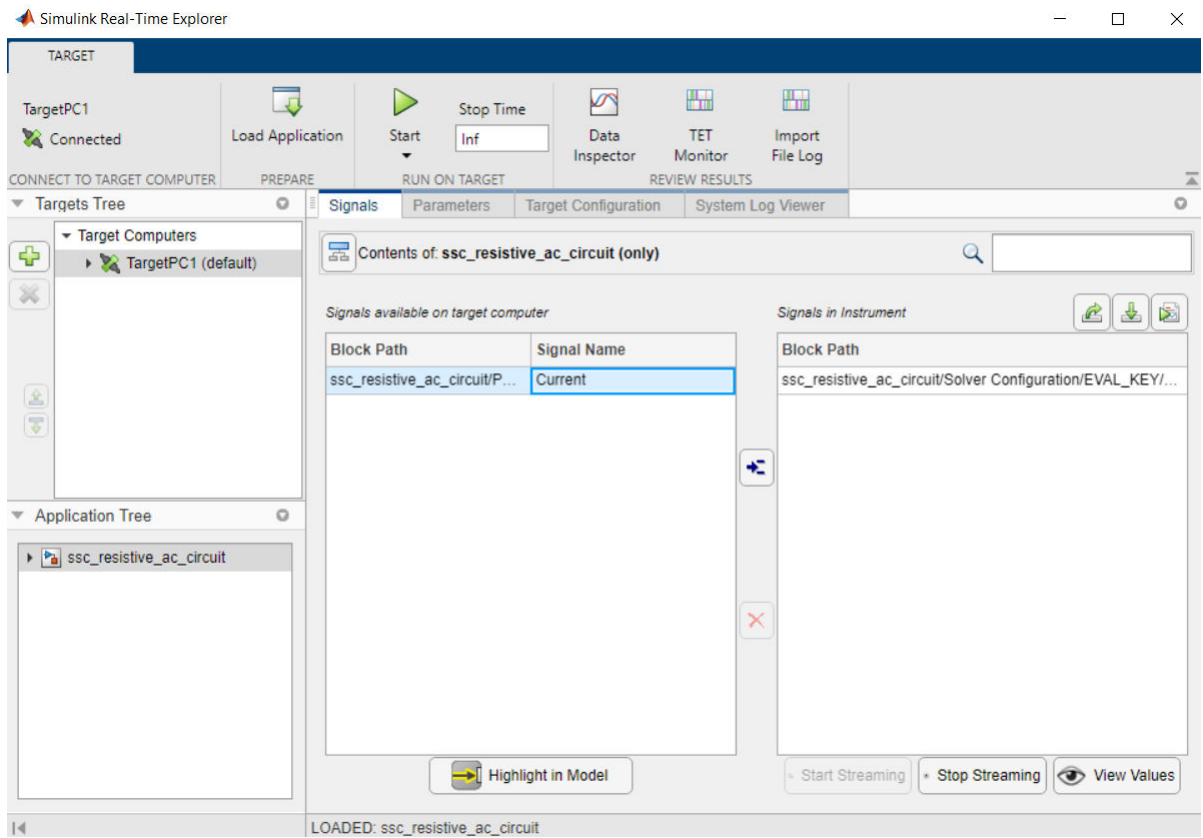 Simulink Real-Time Explorer
TARGET
TargetPC1
Connected
CONNECT TO TARGET COMPUTER
Load Application
PREPARE
Start
Stop Time
Inf
RUN ON TARGET
Data
Inspector
TET
Monitor
Import
File Log
REVIEW RESULTS
Targets Tree
Target Computers
TargetPC1 (default)
Application Tree
ssc_resistive_ac_circuit
Signals
Parameters
Target Configuration
System Log Viewer
Contents of: ssc_resistive_ac_circuit (only)
Signals available on target computer
Block Path
Signal Name
ssc_resistive_ac_circuit/P...
Current
Highlight in Model
Signals in Instrument
Block Path
ssc_resistive_ac_circuit/Solver Configuration/EVAL_KEY/...
Start Streaming
Stop Streaming
View Values
LOADED: ssc_resistive_ac_circuit